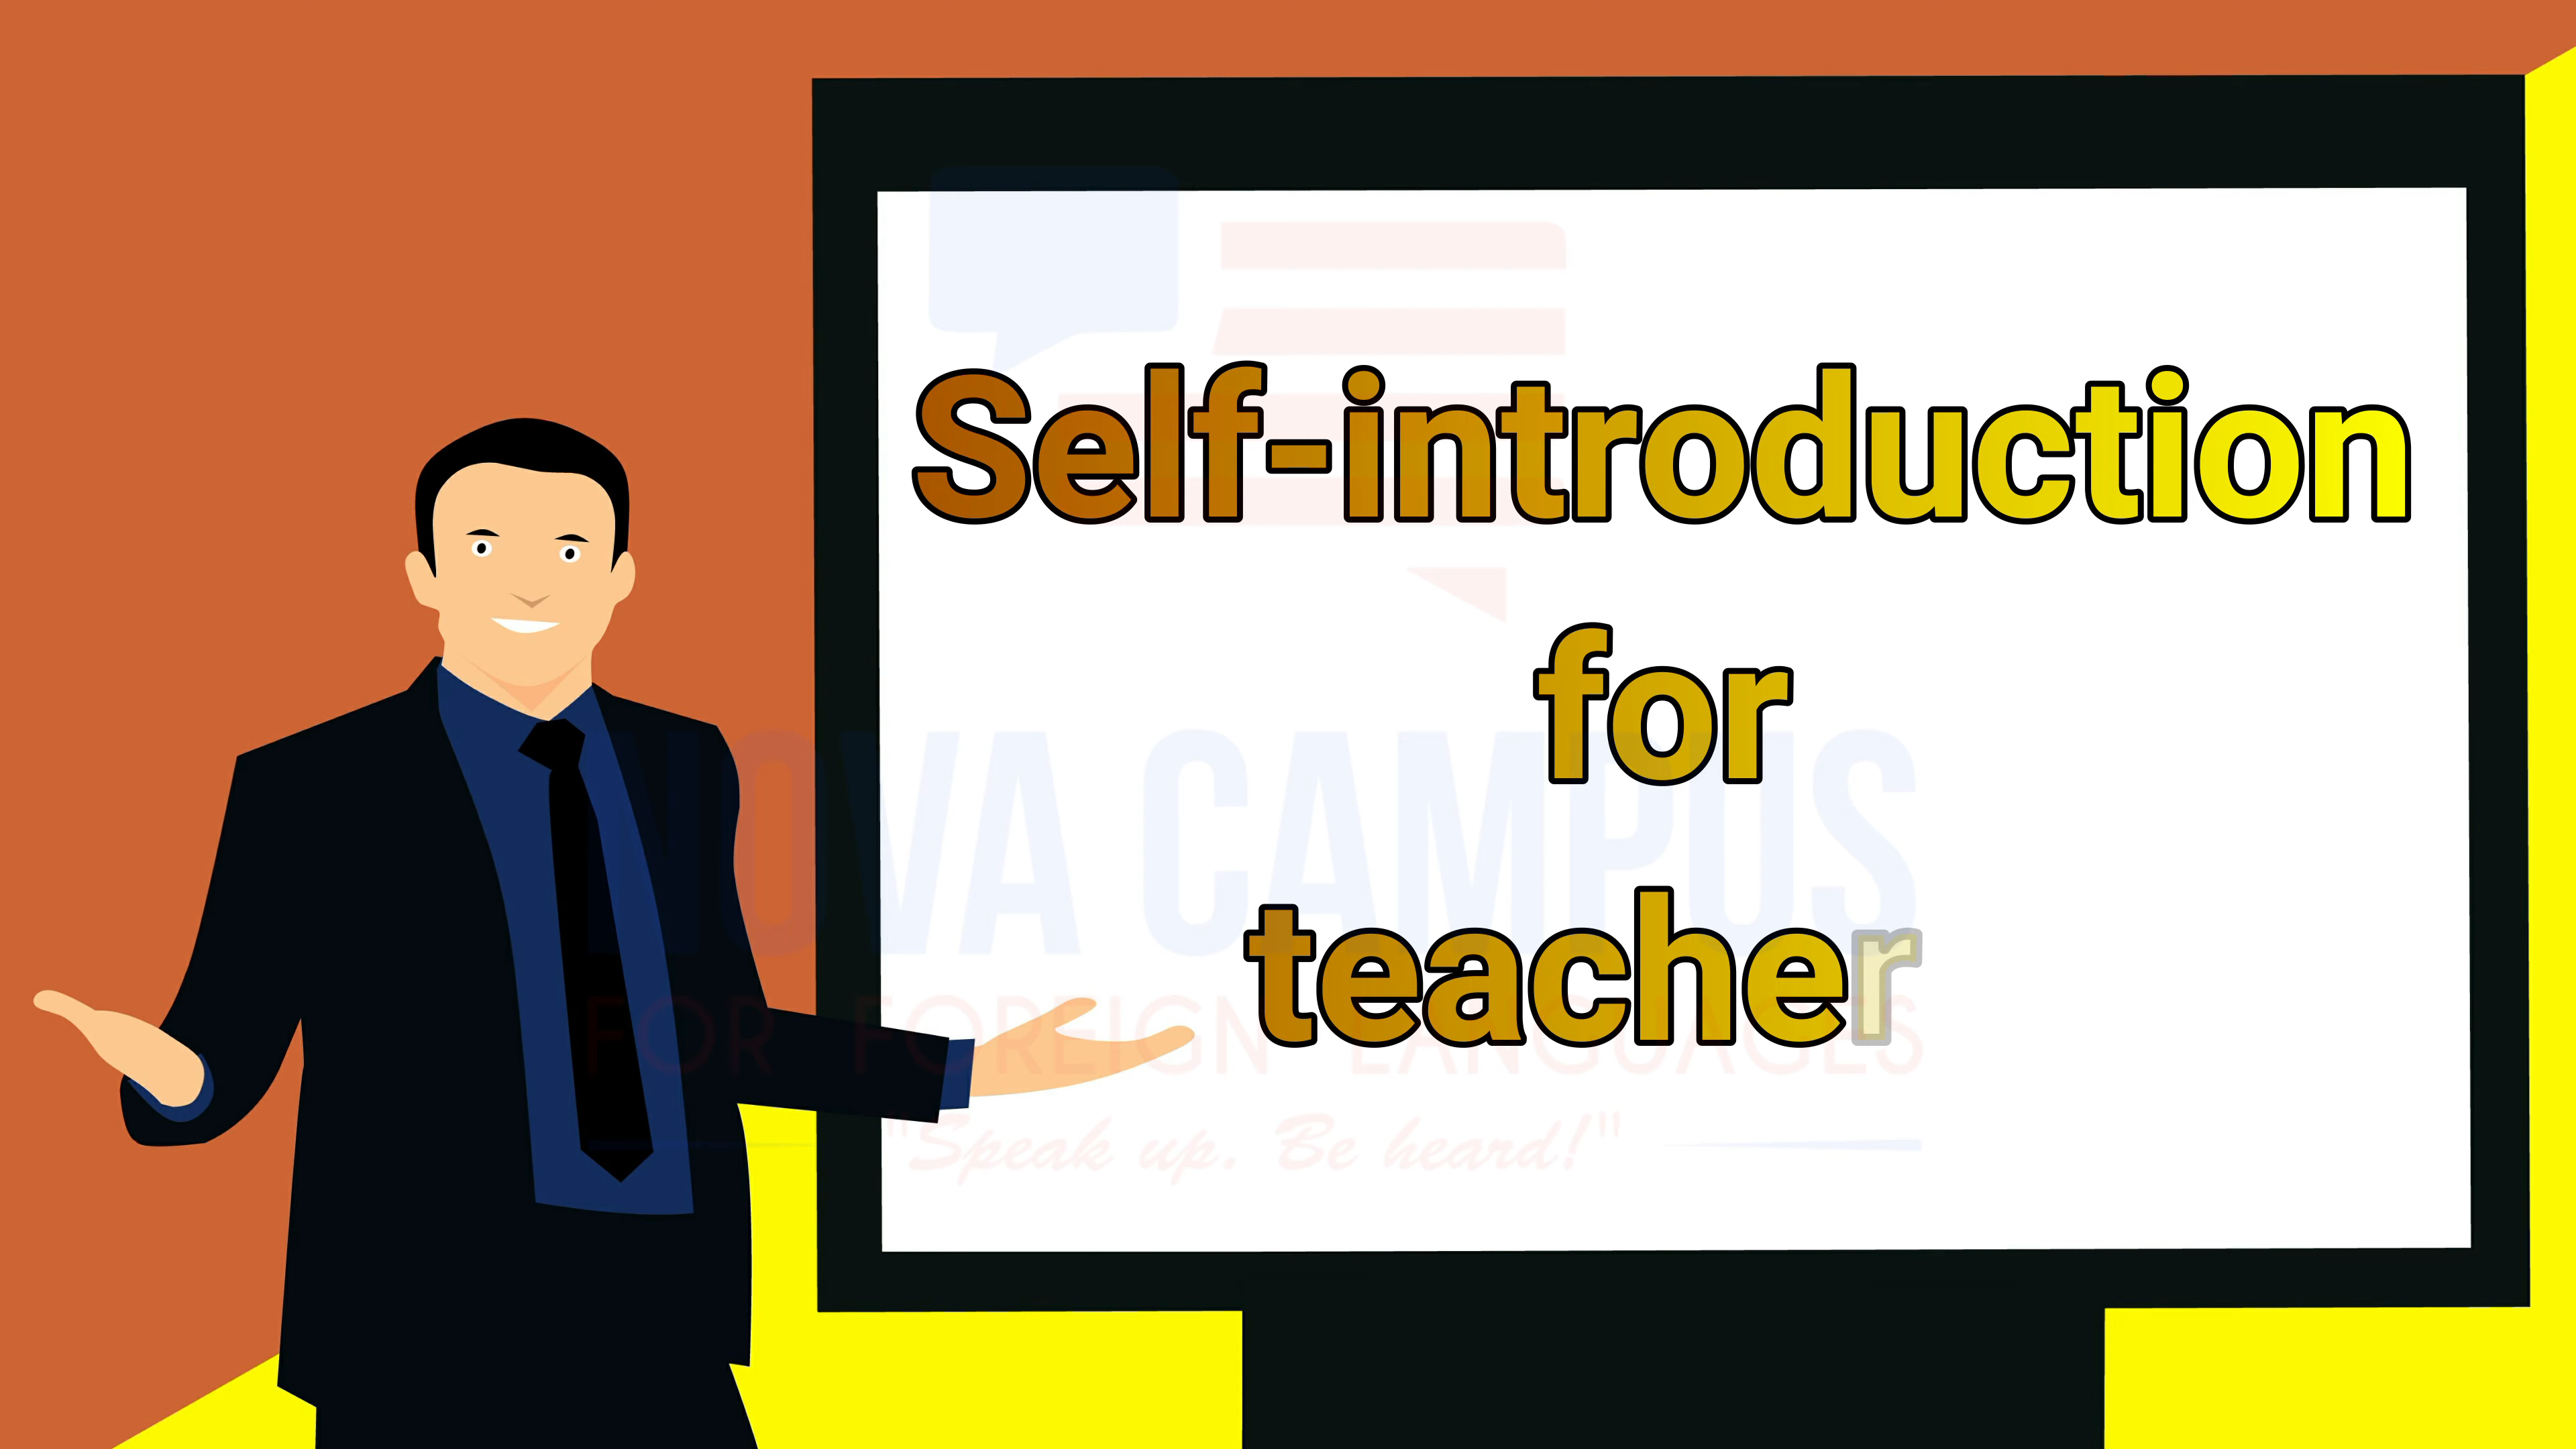 Self-introduction
for
teacher
NOVA CAMPUS
FOR FOREIGN LANGUAGES
"Speak up. Be heard!"